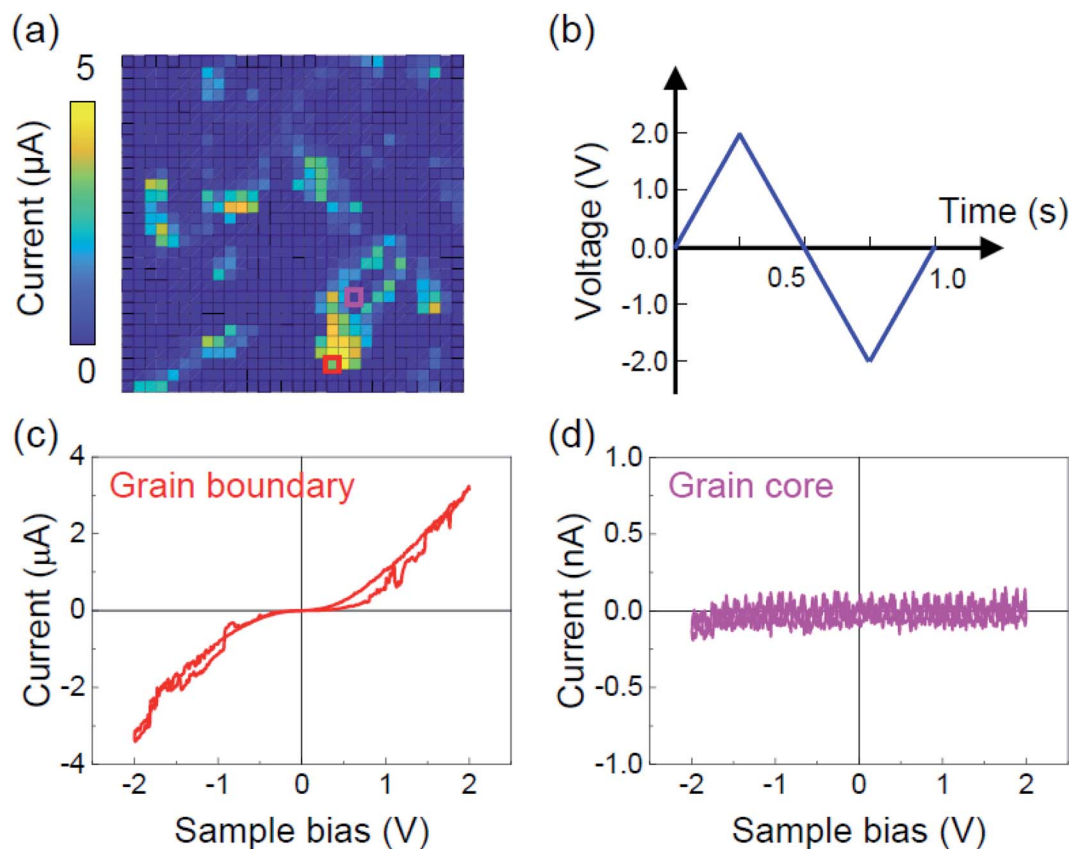 (a)
5
Current (μA)
0
(b)
2.0
1.0
0.0
-1.0
-2.0
Voltage (V)
Time (s)
0.5
1.0
(c)
Grain boundary
4
2
0
-2
-4
Current (μA)
-2
-1
0
1
2
Sample bias (V)
(d)
Grain core
1.0
0.5
0.0
-0.5
-1.0
Current (nA)
-2
-1
0
1
2
Sample bias (V)